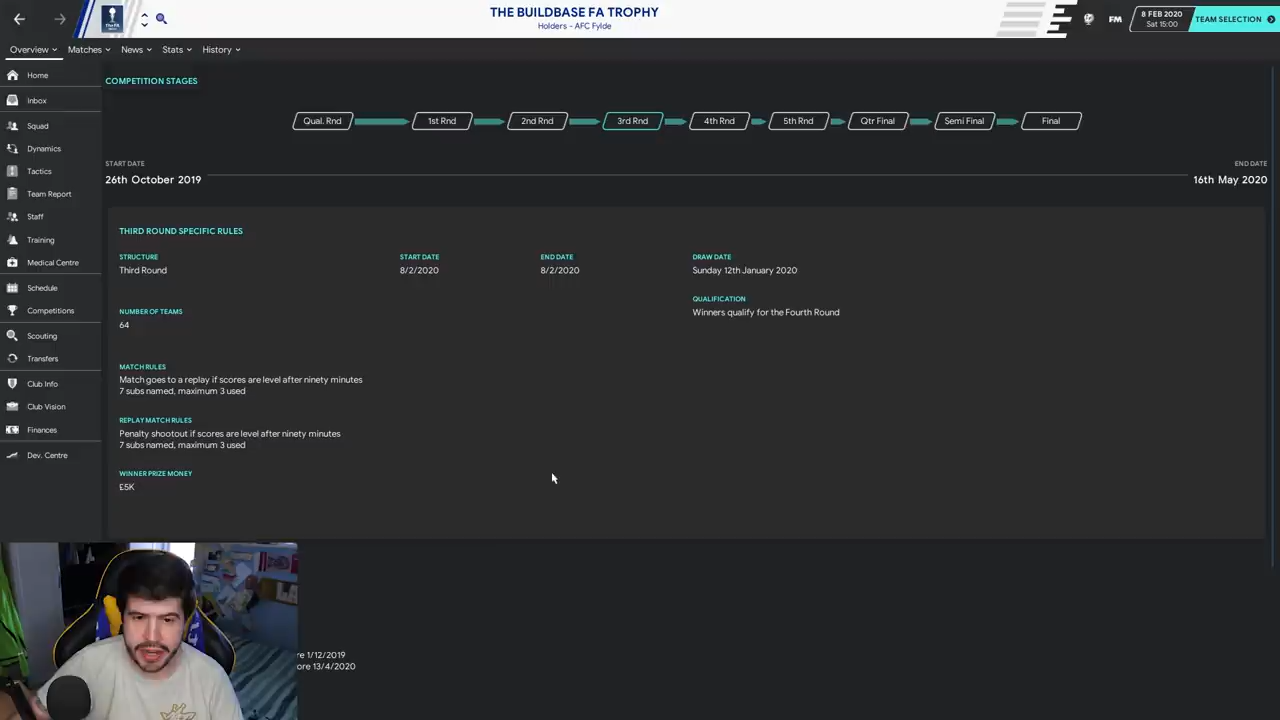 THE BUILDBASE FA TROPHY
Holders - AFC Fylde
The FA
FM
8 FEB 2020
Sat 15:00
TEAM SELECTION
Overview
Matches
News
Stats
History
Home
Inbox
Squad
Dynamics
Tactics
Team Report
Staff
Training
Medical Centre
Schedule
Competitions
Scouting
Transfers
Club Info
Club Vision
Finances
Dev. Centre
COMPETITION STAGES
Qual. Rnd
1st Rnd
2nd Rnd
3rd Rnd
4th Rnd
5th Rnd
Qtr Final
Semi Final
Final
START DATE
26th October 2019
END DATE
16th May 2020
THIRD ROUND SPECIFIC RULES
STRUCTURE
Third Round
START DATE
8/2/2020
END DATE
8/2/2020
DRAW DATE
Sunday 12th January 2020
QUALIFICATION
Winners qualify for the Fourth Round
NUMBER OF TEAMS
64
MATCH RULES
Match goes to a replay if scores are level after ninety minutes
7 subs named, maximum 3 used
REPLAY MATCH RULES
Penalty shootout if scores are level after ninety minutes
7 subs named, maximum 3 used
WINNER PRIZE MONEY
£5K
re 1/12/2019
ore 13/4/2020